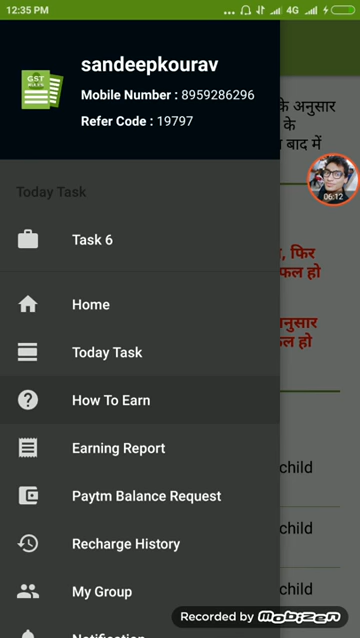 12:35 PM
4G
sandeepkourav
Mobile Number : 8959286296
Refer Code : 19797
GST
के अनुसार
के
बाद में
06:12
Today Task
Task 6
फिर
फल हो
Home
नुसार
Today Task
फल हो
How To Earn
Earning Report
child
Paytm Balance Request
child
Recharge History
My Group
child
Notification
Recorded by Mobizen